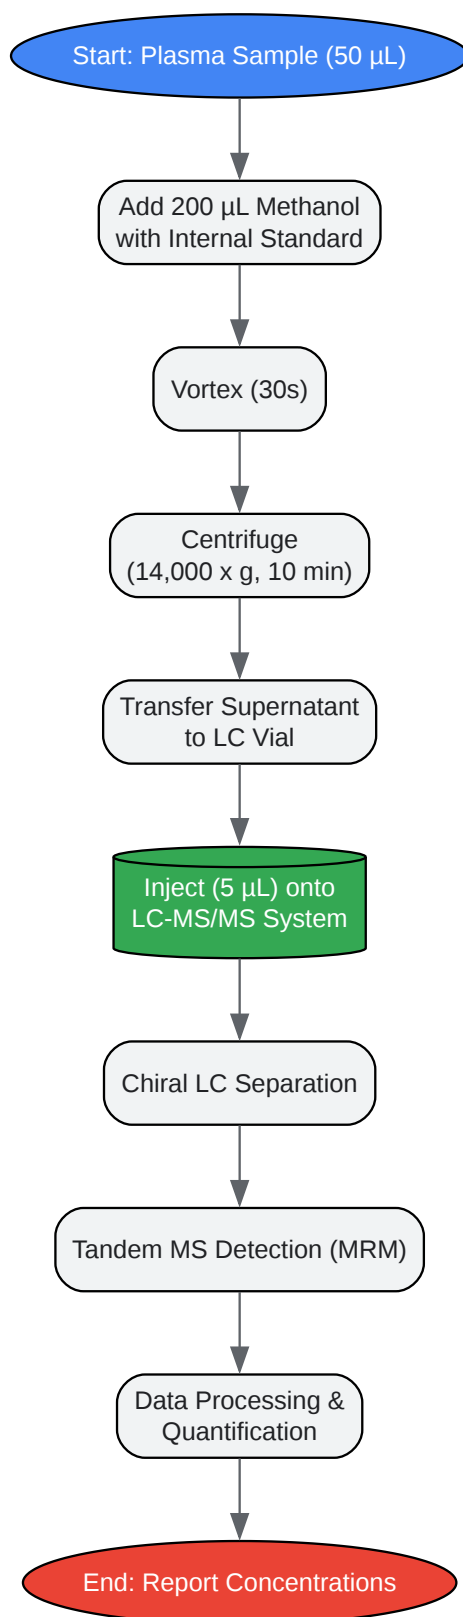 Start: Plasma Sample (50 µL)
Add 200 µL Methanol
with Internal Standard
Vortex (30s)
Centrifuge
(14,000 x g, 10 min)
Transfer Supernatant
to LC Vial
Inject (5 µL) onto
LC-MS/MS System
Chiral LC Separation
Tandem MS Detection (MRM)
Data Processing &
Quantification
End: Report Concentrations